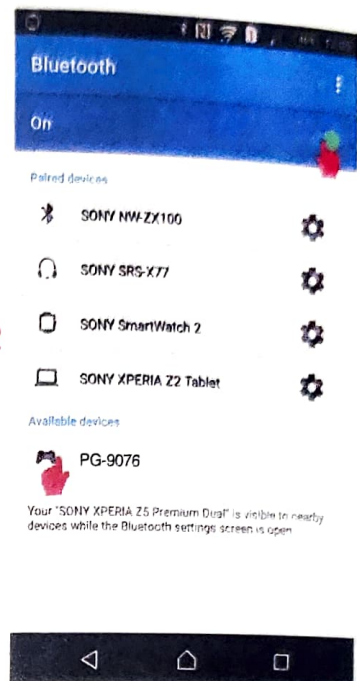 Bluetooth
On
Paired devices
SONY NW-ZX100
SONY SRS-X77
SONY SmartWatch 2
SONY XPERIA Z2 Tablet
Available devices
PG-9076
Your "SONY XPERIA Z5 Premium Dual" is visible to nearby
devices while the Bluetooth settings screen is open